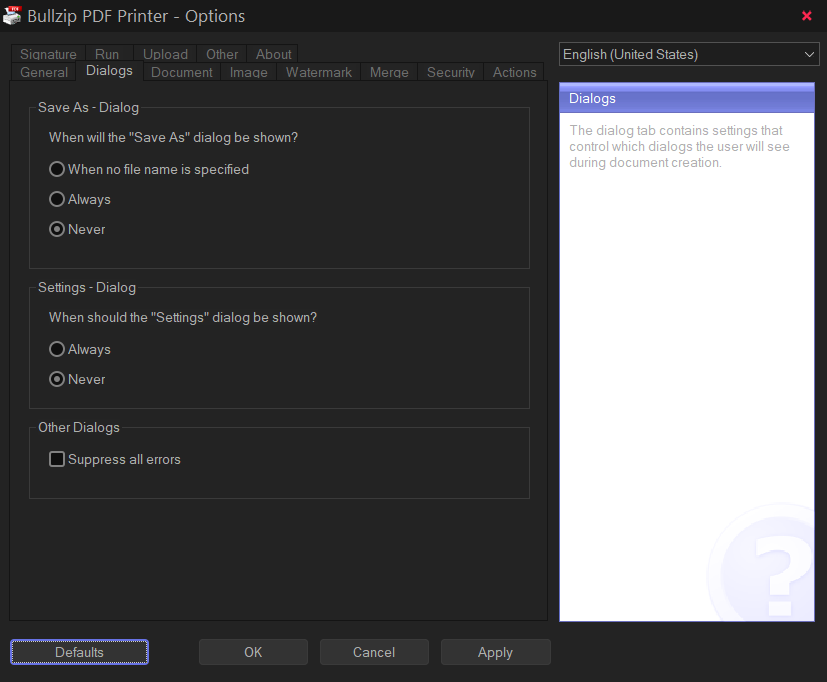 Bullzip PDF Printer - Options
Signature Run Upload Other About
General Dialogs Document Image Watermark Merge Security Actions
Save As - Dialog
When will the "Save As" dialog be shown?
When no file name is specified
Always
Never
Settings - Dialog
When should the "Settings" dialog be shown?
Always
Never
Other Dialogs
Suppress all errors
English (United States)
Dialogs
The dialog tab contains settings that
control which dialogs the user will see
during document creation.
?
Defaults OK Cancel Apply